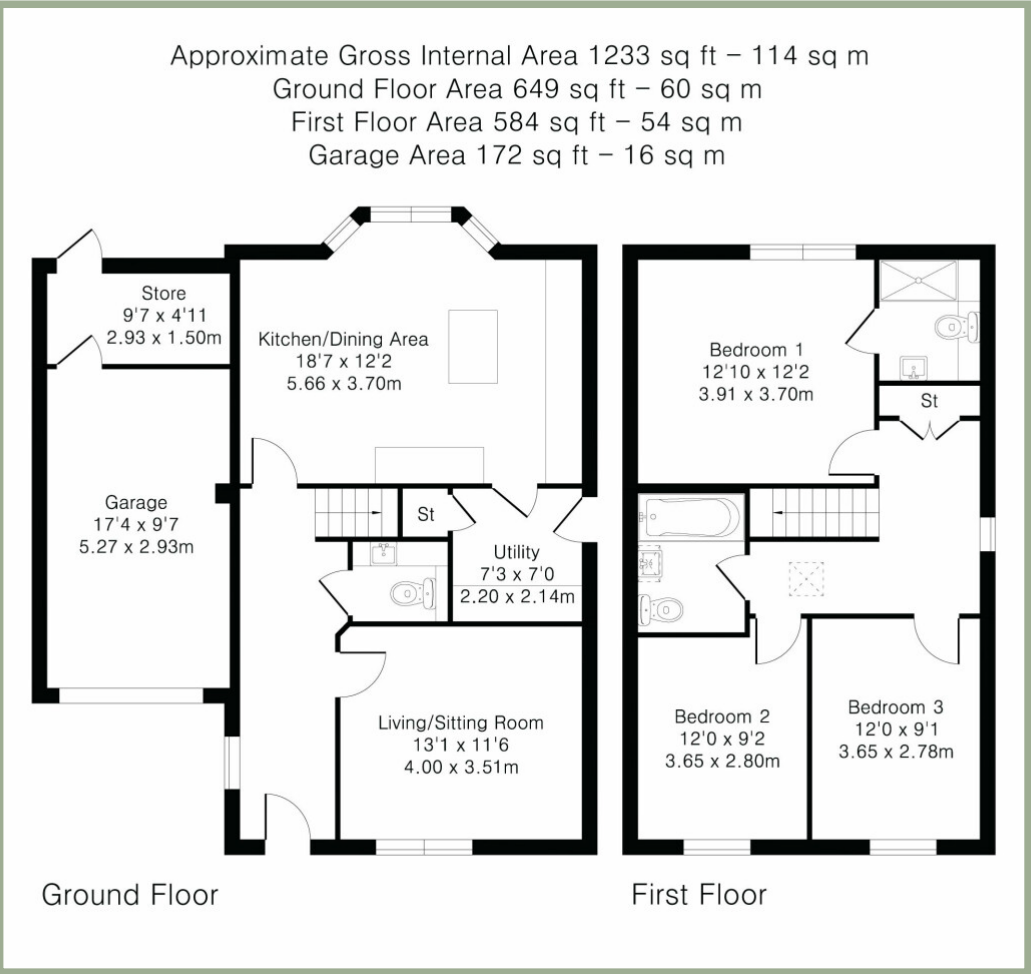 Approximate Gross Internal Area 1233 sq ft – 114 sq m
Ground Floor Area 649 sq ft – 60 sq m
First Floor Area 584 sq ft – 54 sq m
Garage Area 172 sq ft – 16 sq m
Store
9'7 x 4'11
2.93 x 1.50m
Kitchen/Dining Area
18'7 x 12'2
5.66 x 3.70m
Garage
17'4 x 9'7
5.27 x 2.93m
St
Utility
7'3 x 7'0
2.20 x 2.14m
Living/Sitting Room
13'1 x 11'6
4.00 x 3.51m
Ground Floor
Bedroom 1
12'10 x 12'2
3.91 x 3.70m
St
Bedroom 2
12'0 x 9'2
3.65 x 2.80m
Bedroom 3
12'0 x 9'1
3.65 x 2.78m
First Floor